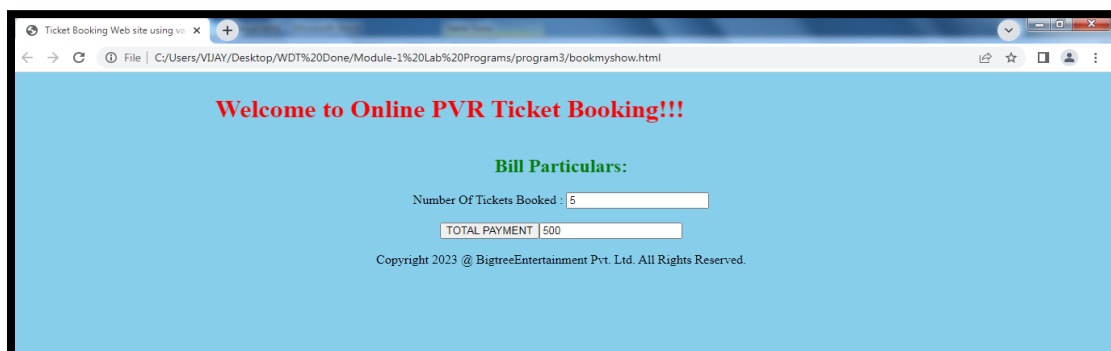 Ticket Booking Web site using va
File | C:/Users/VIJAY/Desktop/WDT%20Done/Module-1%20Lab%20Programs/program3/bookmyshow.html
Welcome to Online PVR Ticket Booking!!!
Bill Particulars:
Number Of Tickets Booked : 5
TOTAL PAYMENT 500
Copyright 2023 @ BigtreeEntertainment Pvt. Ltd. All Rights Reserved.